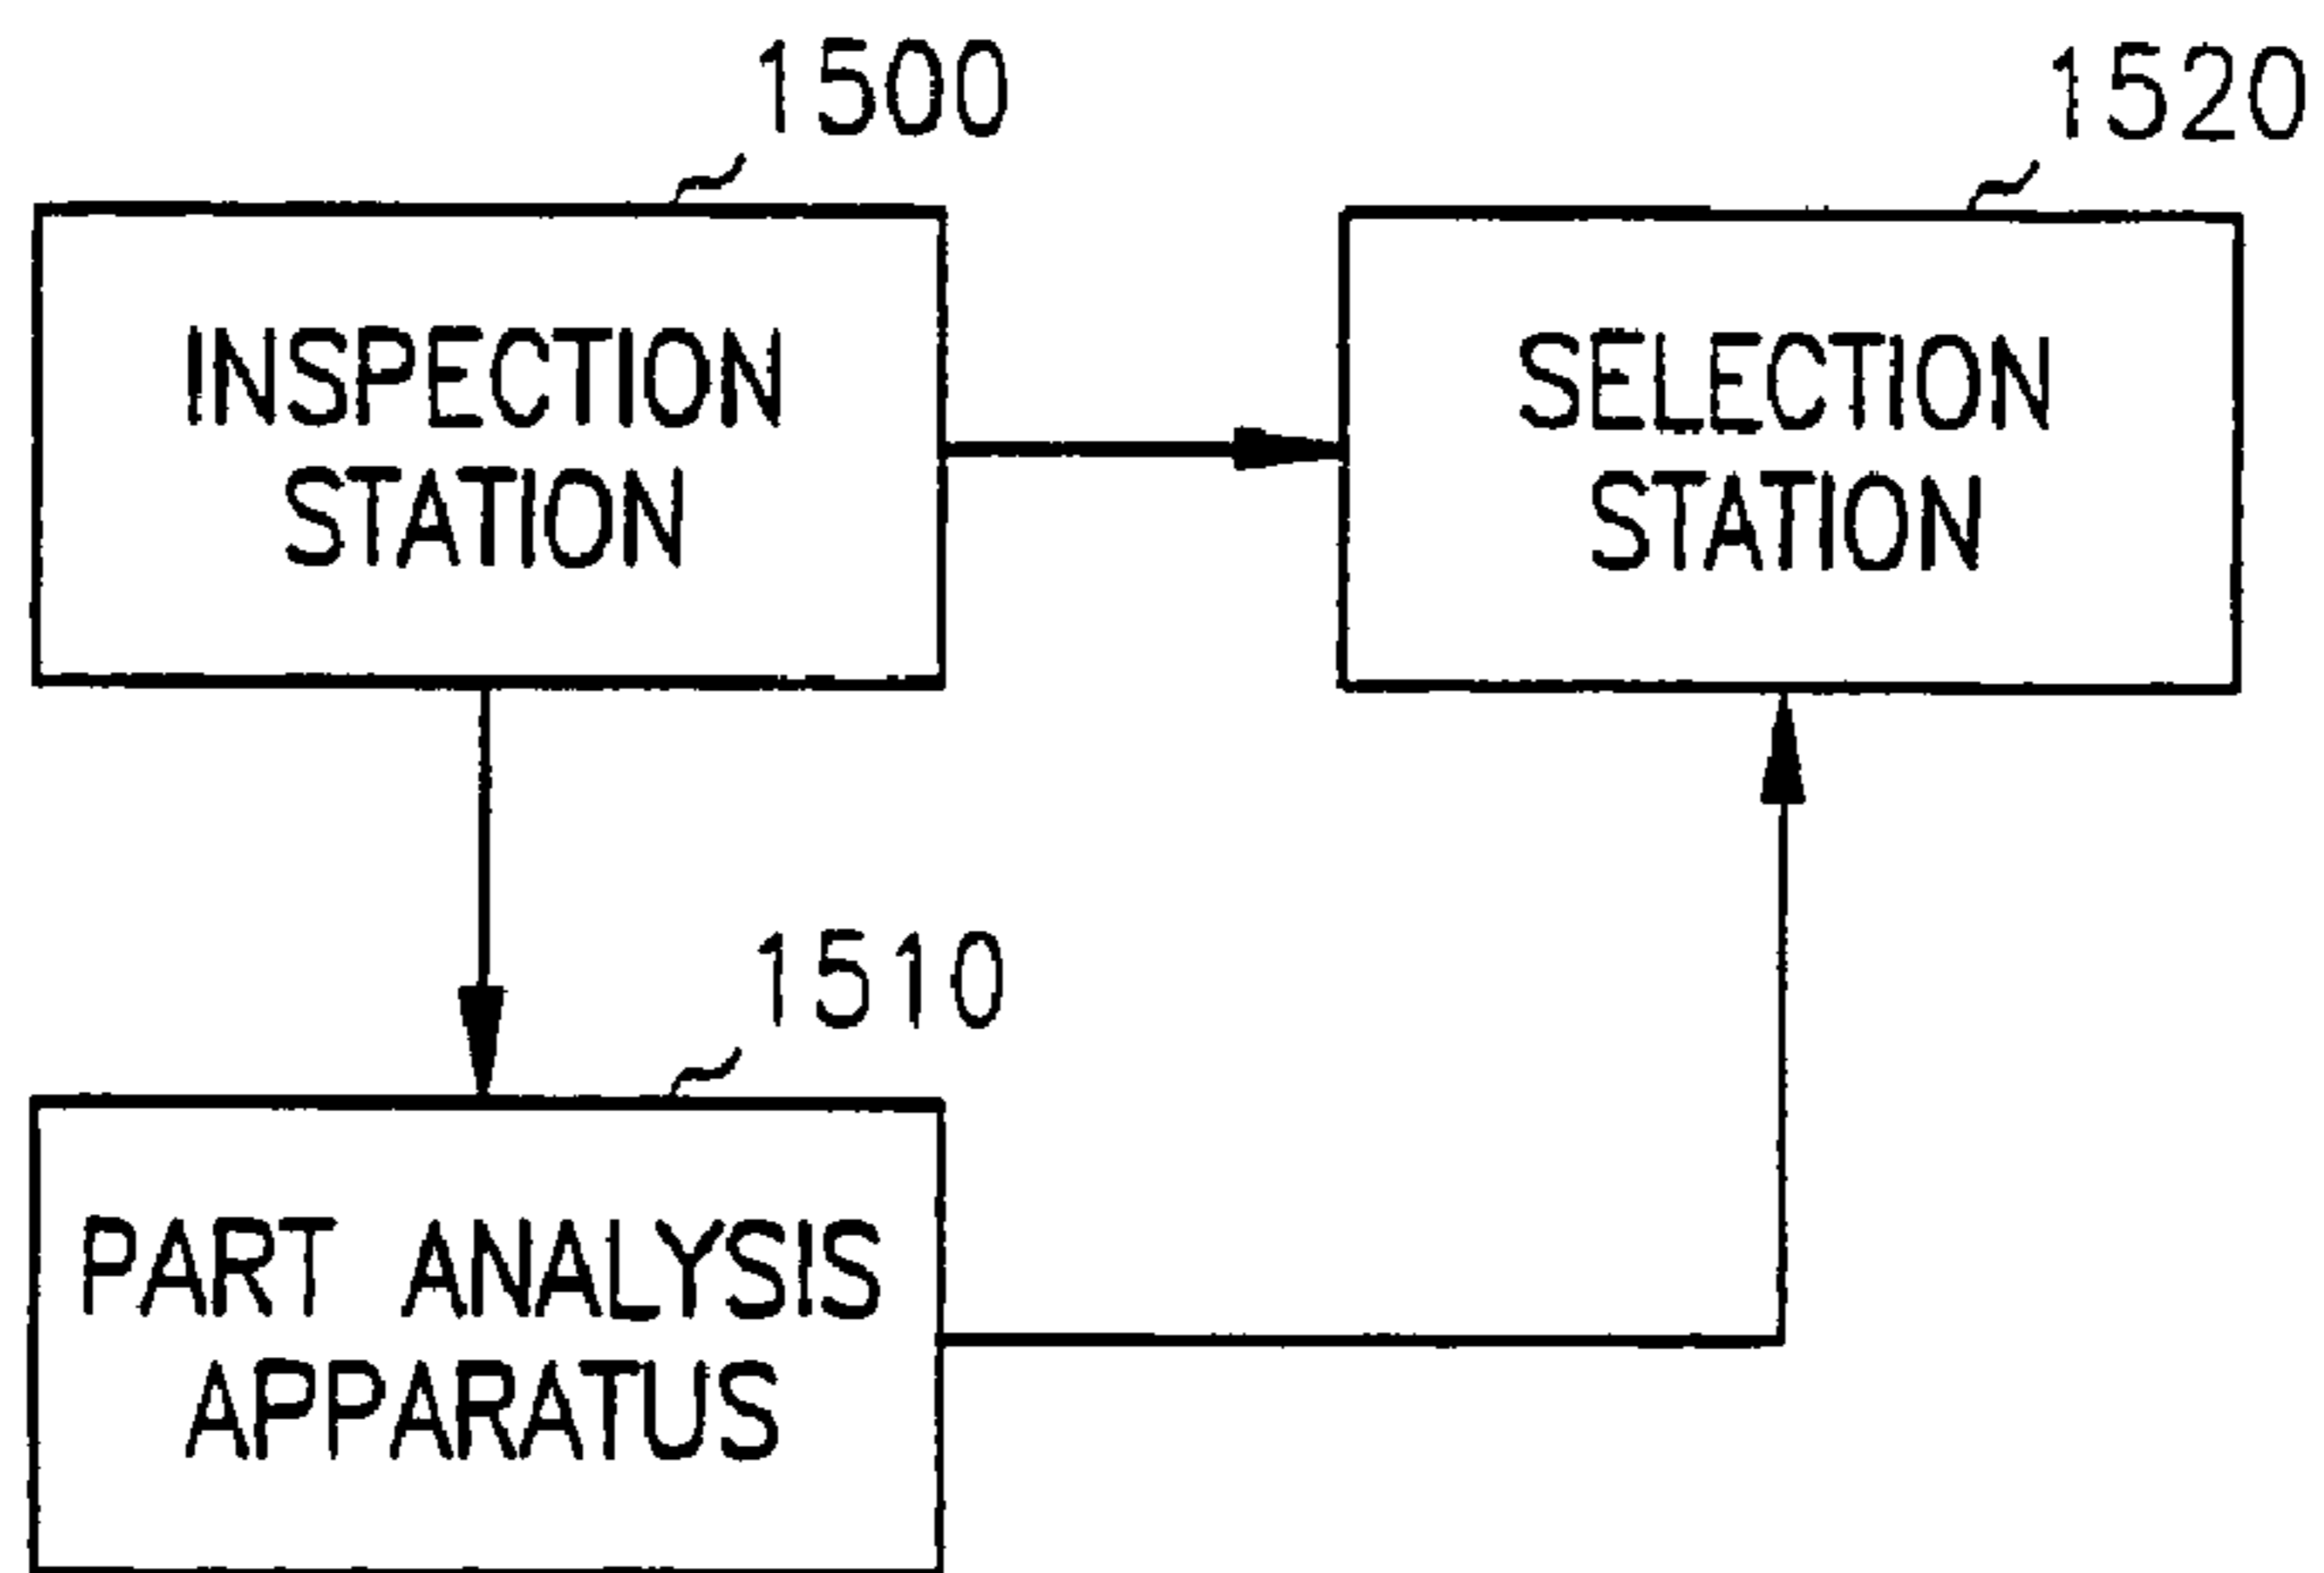 1500
INSPECTION
STATION
1520
SELECTION
STATION
1510
PART ANALYSIS
APPARATUS